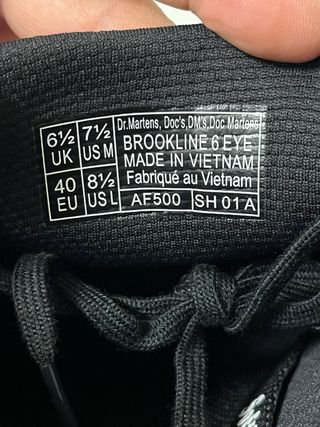 6½ UK
7½ US M
40 EU
8½ US L
Dr.Martens, Doc's,DM's,Doc Martens
BROOKLINE 6 EYE
MADE IN VIETNAM
Fabriqué au Vietnam
AF500
SH 01 A